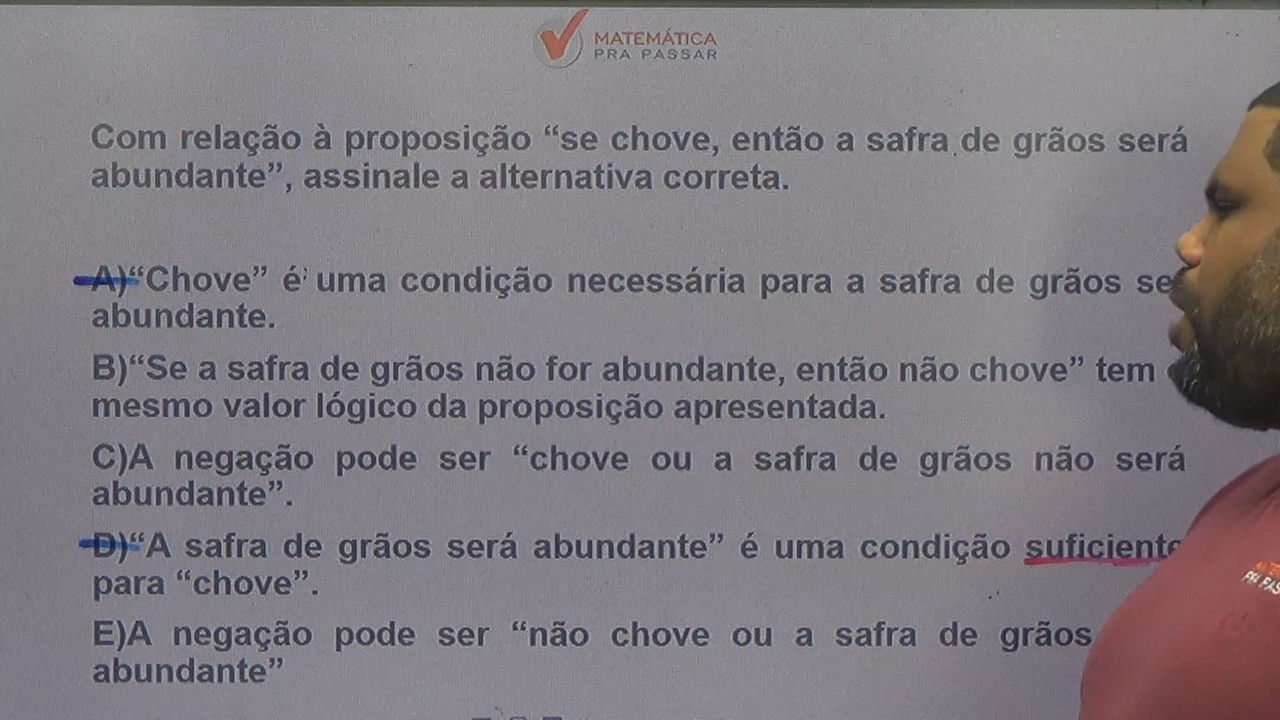 MATEMÁTICA
PRA PASSAR
Com relação à proposição “se chove, então a safra de grãos será
abundante”, assinale a alternativa correta.
A)“Chove” é uma condição necessária para a safra de grãos
abundante.
B)“Se a safra de grãos não for abundante, então não chove” tem
mesmo valor lógico da proposição apresentada.
C)A negação pode ser “chove ou a safra de grãos não será
abundante”.
D)“A safra de grãos será abundante” é uma condição suficiente
para “chove”.
E)A negação pode ser “não chove ou a safra de grãos
abundante”